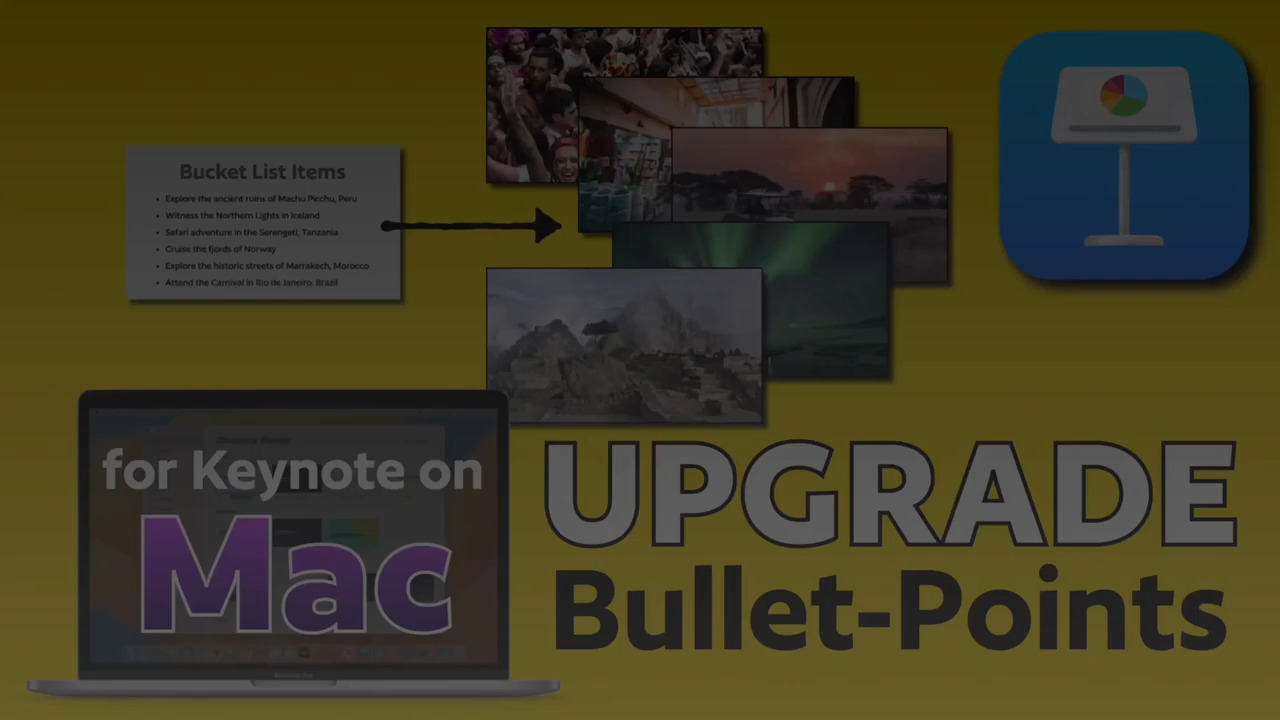 Bucket List Items
• Explore the ancient ruins of Machu Picchu, Peru
• Witness the Northern Lights in Iceland
• Safari adventure in the Serengeti, Tanzania
• Cruise the fjords of Norway
• Explore the historic streets of Marrakech, Morocco
• Attend the Carnival in Rio de Janeiro, Brazil
for Keynote on
Mac
UPGRADE
Bullet-Points